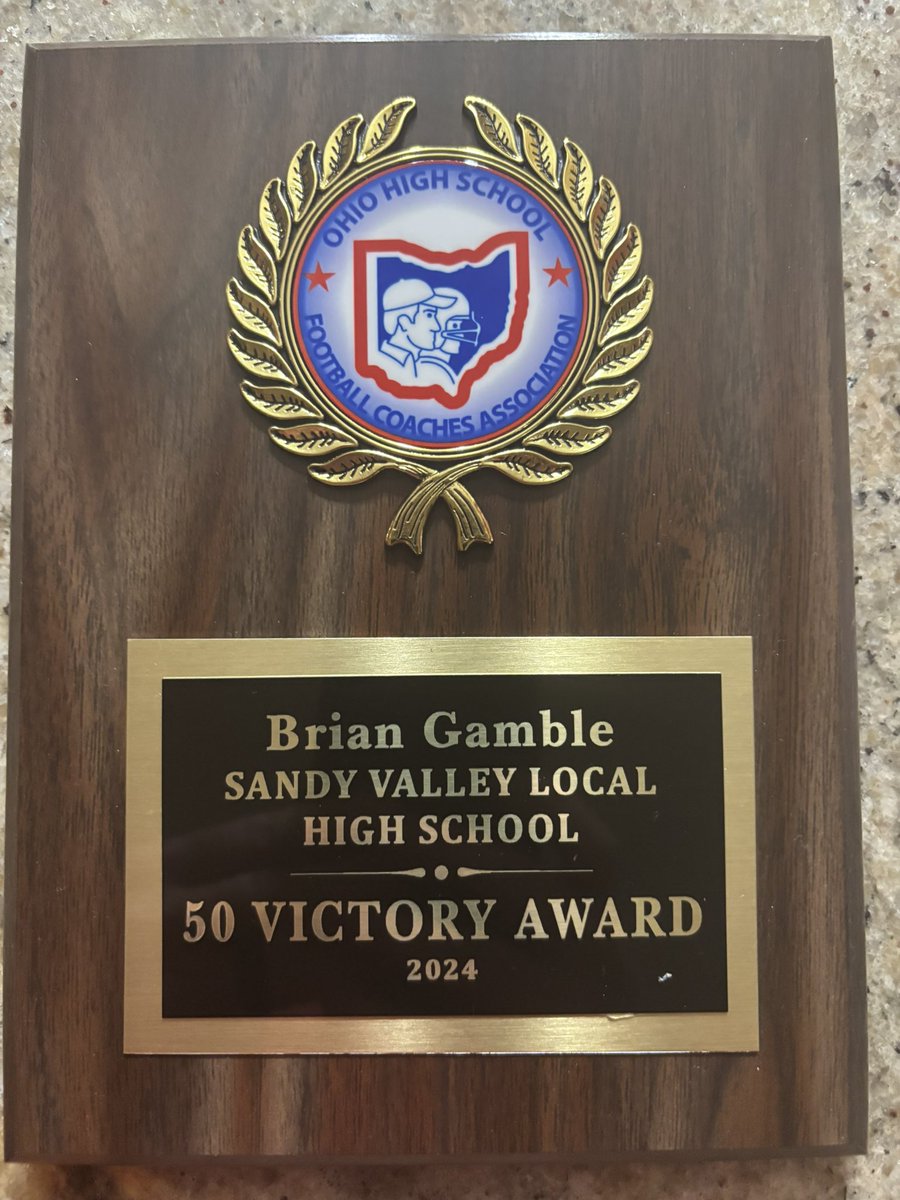 OHIO HIGH SCHOOL
FOOTBALL COACHES ASSOCIATION
Brian Gamble
SANDY VALLEY LOCAL
HIGH SCHOOL
50 VICTORY AWARD
2024